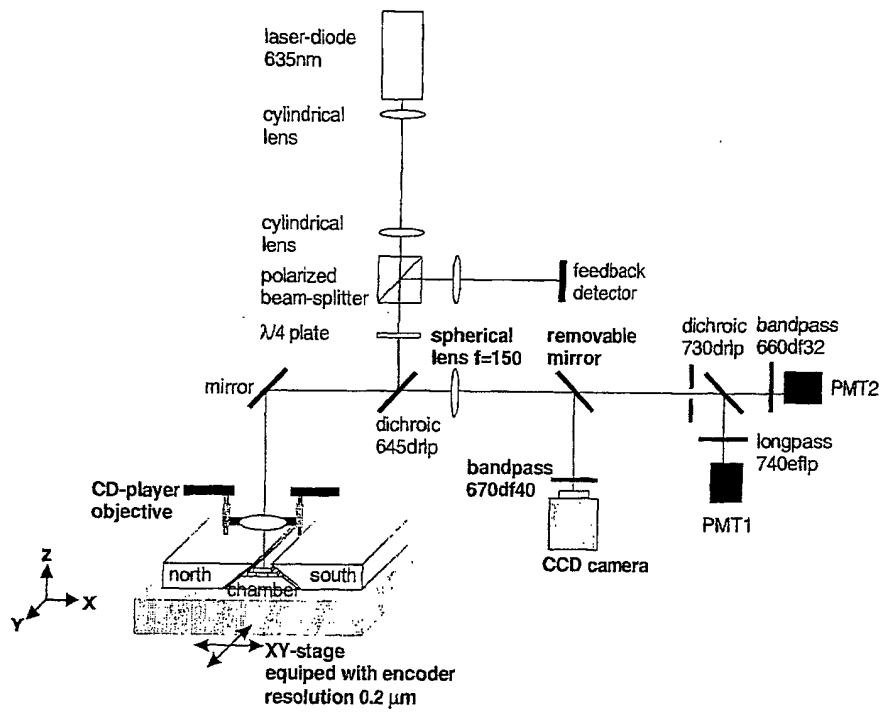 laser-diode
635nm
cylindrical
lens
cylindrical
lens
polarized
beam-splitter
feedback
detector
λ/4 plate
spherical
lens f=150
removable
mirror
dichroic
730drlp
bandpass
660df32
mirror
PMT2
dichroic
645drlp
longpass
740eflp
bandpass
670df40
CD-player
objective
PMT1
CCD camera
north
south
chamber
Z
X
Y
XY-stage
equiped with encoder
resolution 0.2 μm